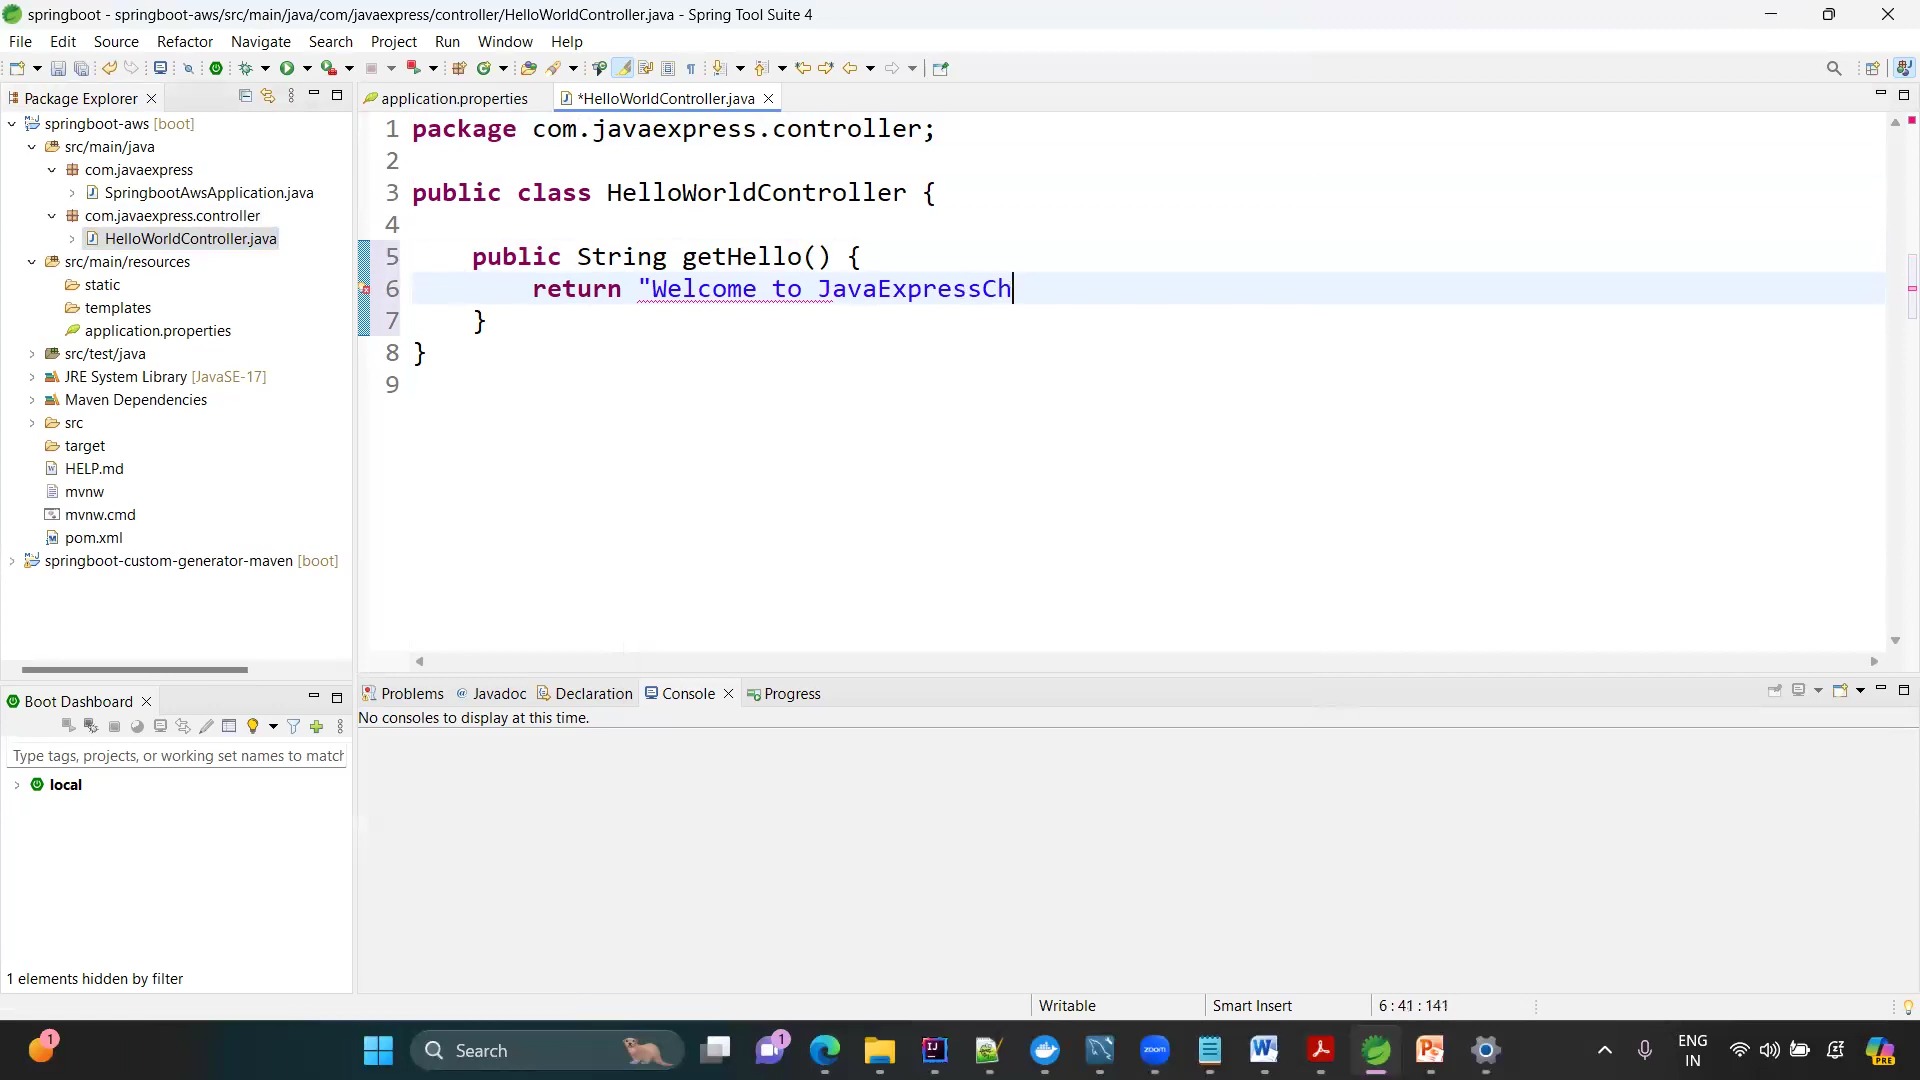 springboot - springboot-aws/src/main/java/com/javaexpress/controller/HelloWorldController.java - Spring Tool Suite 4
File Edit Source Refactor Navigate Search Project Run Window Help
Package Explorer
springboot-aws [boot]
src/main/java
com.javaexpress
SpringbootAwsApplication.java
com.javaexpress.controller
HelloWorldController.java
src/main/resources
static
templates
application.properties
src/test/java
JRE System Library [JavaSE-17]
Maven Dependencies
src
target
HELP.md
mvnw
mvnw.cmd
pom.xml
springboot-custom-generator-maven [boot]
application.properties *HelloWorldController.java
1 package com.javaexpress.controller;
2
3 public class HelloWorldController {
4
5 public String getHello() {
6 return "Welcome to JavaExpressCh
7 }
8 }
9
Boot Dashboard
Type tags, projects, or working set names to match
local
1 elements hidden by filter
Problems Javadoc Declaration Console Progress
No consoles to display at this time.
Writable Smart Insert 6 : 41 : 141
1 Search 1 zoom PRE
ENG
IN